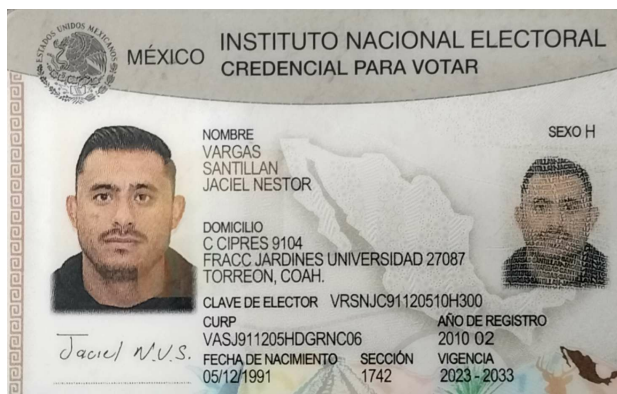 ESTADOS UNIDOS MEXICANOS
MÉXICO
INSTITUTO NACIONAL ELECTORAL
CREDENCIAL PARA VOTAR
NOMBRE
VARGAS
SANTILLAN
JACIEL NESTOR
SEXO H
DOMICILIO
C CIPRES 9104
FRACC JARDINES UNIVERSIDAD 27087
TORREON, COAH.
CLAVE DE ELECTOR VRSNJC91120510H300
CURP
VASJ911205HDGRNC06
AÑO DE REGISTRO
2010 02
FECHA DE NACIMIENTO
05/12/1991
SECCIÓN
1742
VIGENCIA
2023 - 2033
Jaciel N.V.S.